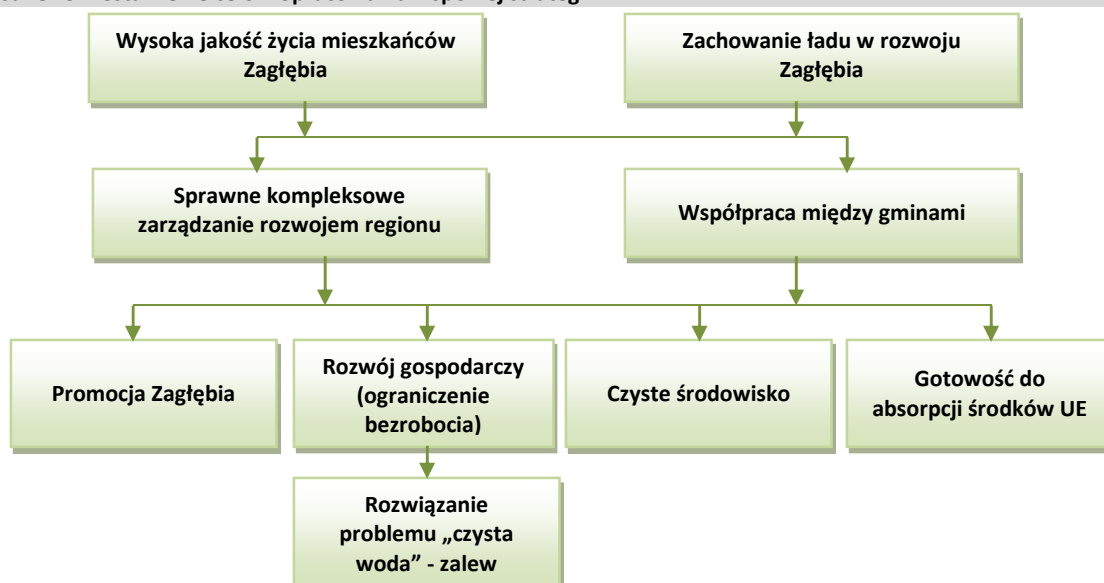 Wysoka jakość życia mieszkańców
Zagłębia
Zachowanie ładu w rozwoju
Zagłębia
Sprawne kompleksowe
zarządzanie rozwojem regionu
Współpraca między gminami
Promocja Zagłębia
Rozwój gospodarczy
(ograniczenie
bezrobocia)
Czyste środowisko
Gotowość do
absorpcji środków UE
Rozwiązanie
problemu „czysta
woda” - zalew